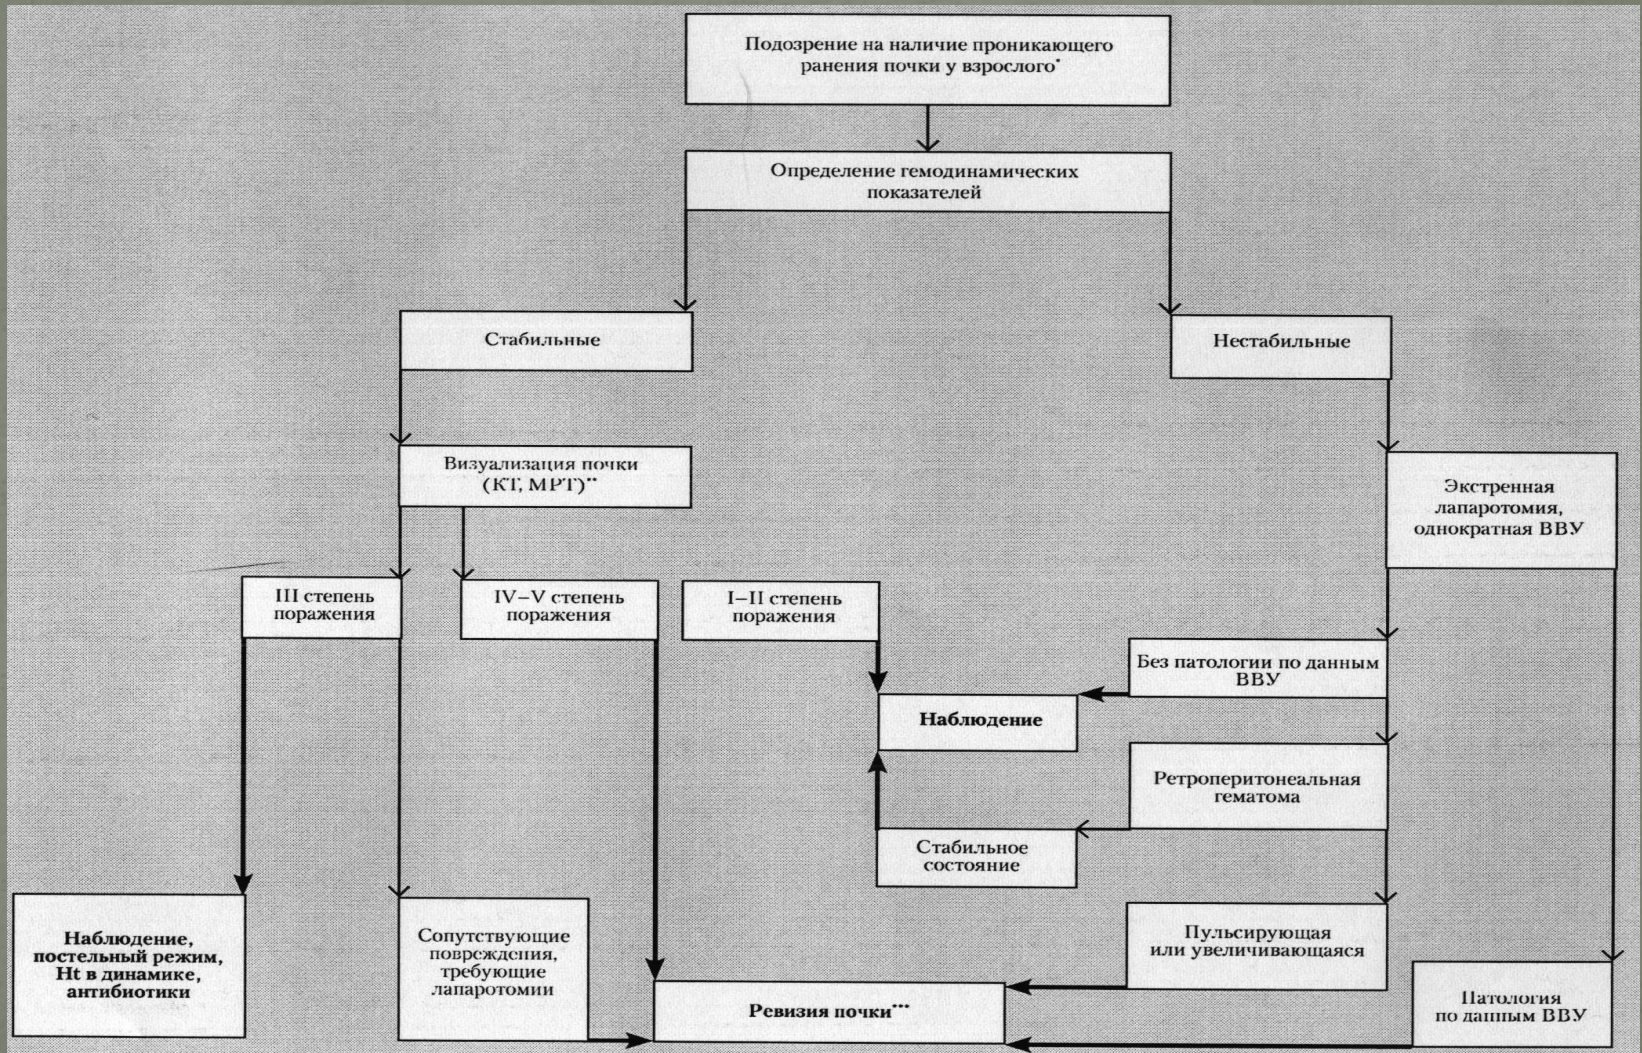 Подозрение на наличие проникающего
ранения почки у взрослого*
Определение гемодинамических
показателей
Стабильные
Нестабильные
Визуализация почки
(КТ, МРТ)**
Экстренная
лапаротомия,
однократная ВВУ
III степень
поражения
IV–V степень
поражения
I–II степень
поражения
Без патологии по данным
ВВУ
Наблюдение
Ретроперитонеальная
гематома
Стабильное
состояние
Наблюдение,
постельный режим,
Ht в динамике,
антибиотики
Сопутствующие
повреждения,
требующие
лапаротомии
Пульсирующая
или увеличивающаяся
Ревизия почки***
Патология
по данным ВВУ